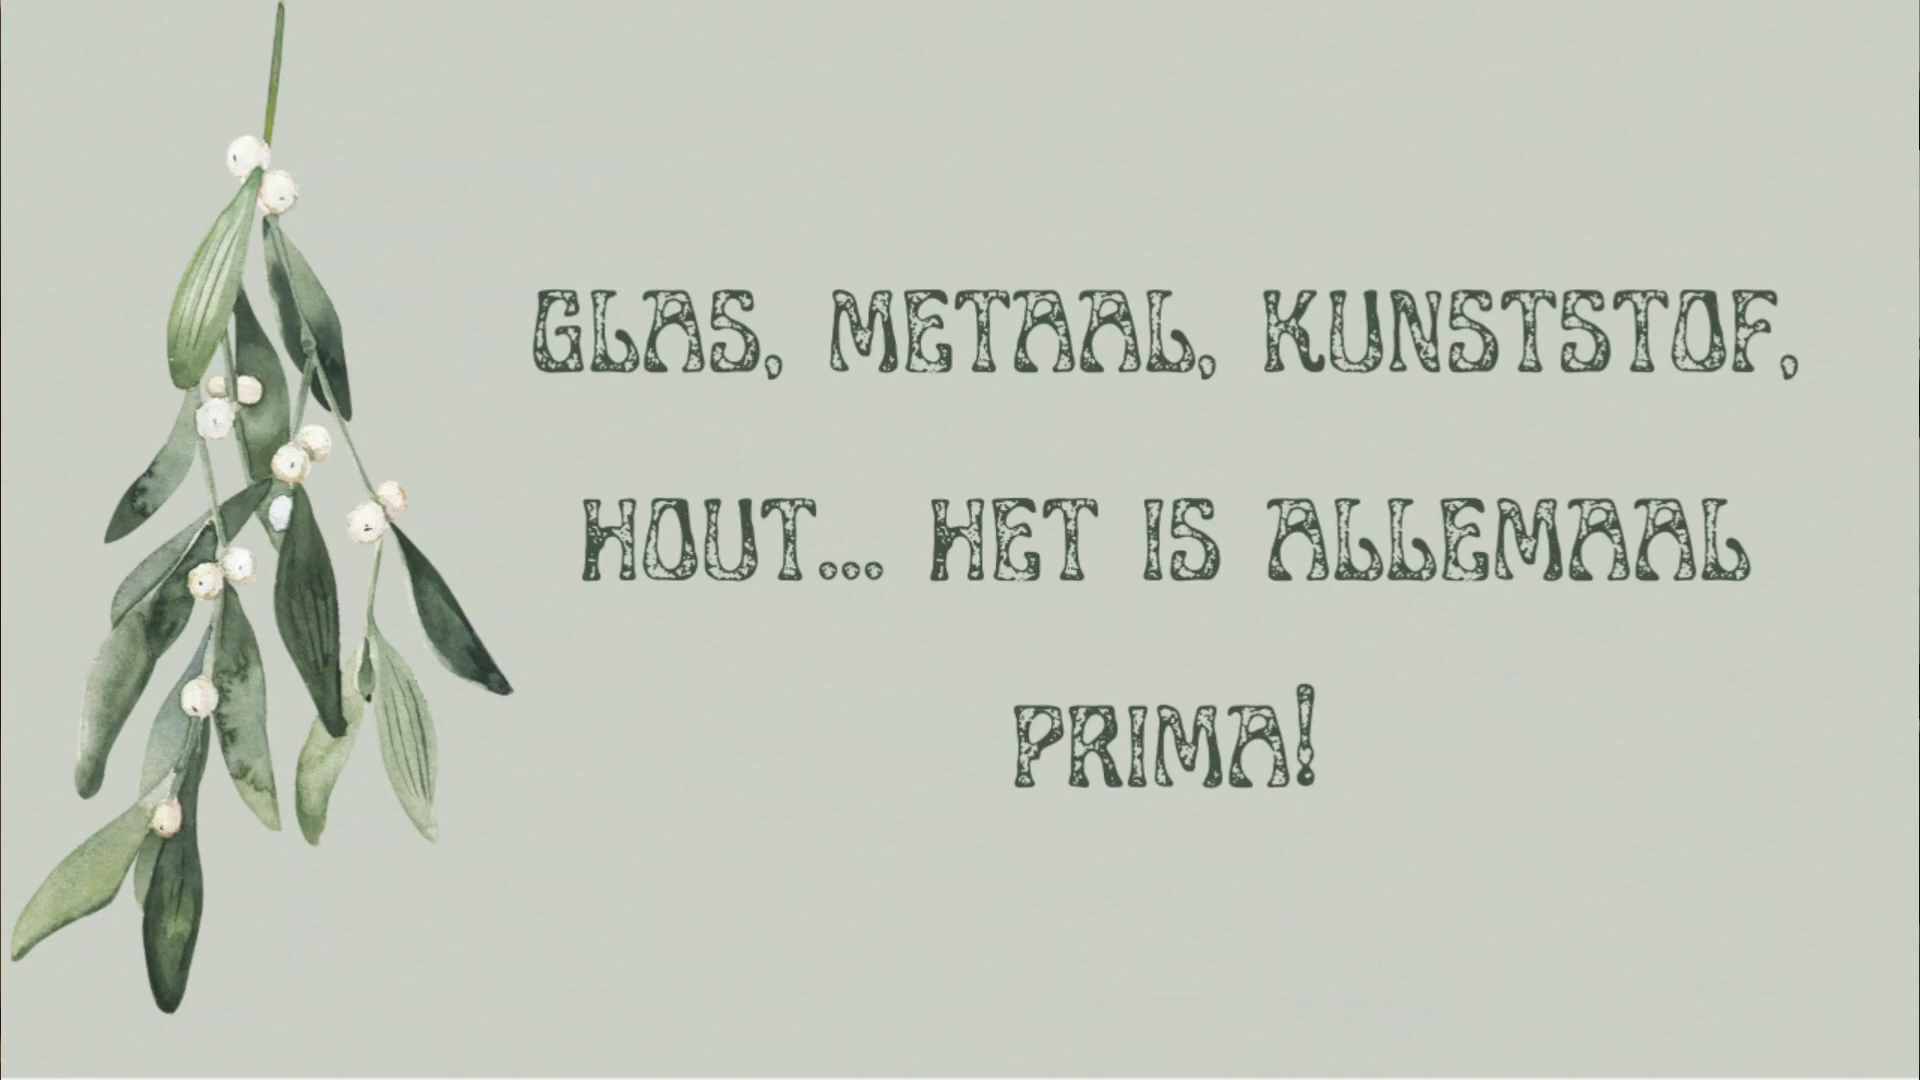 GLAS, METAAL, KUNSTSTOF,
HOUT... HET IS ALLEMAAL
PRIMA!